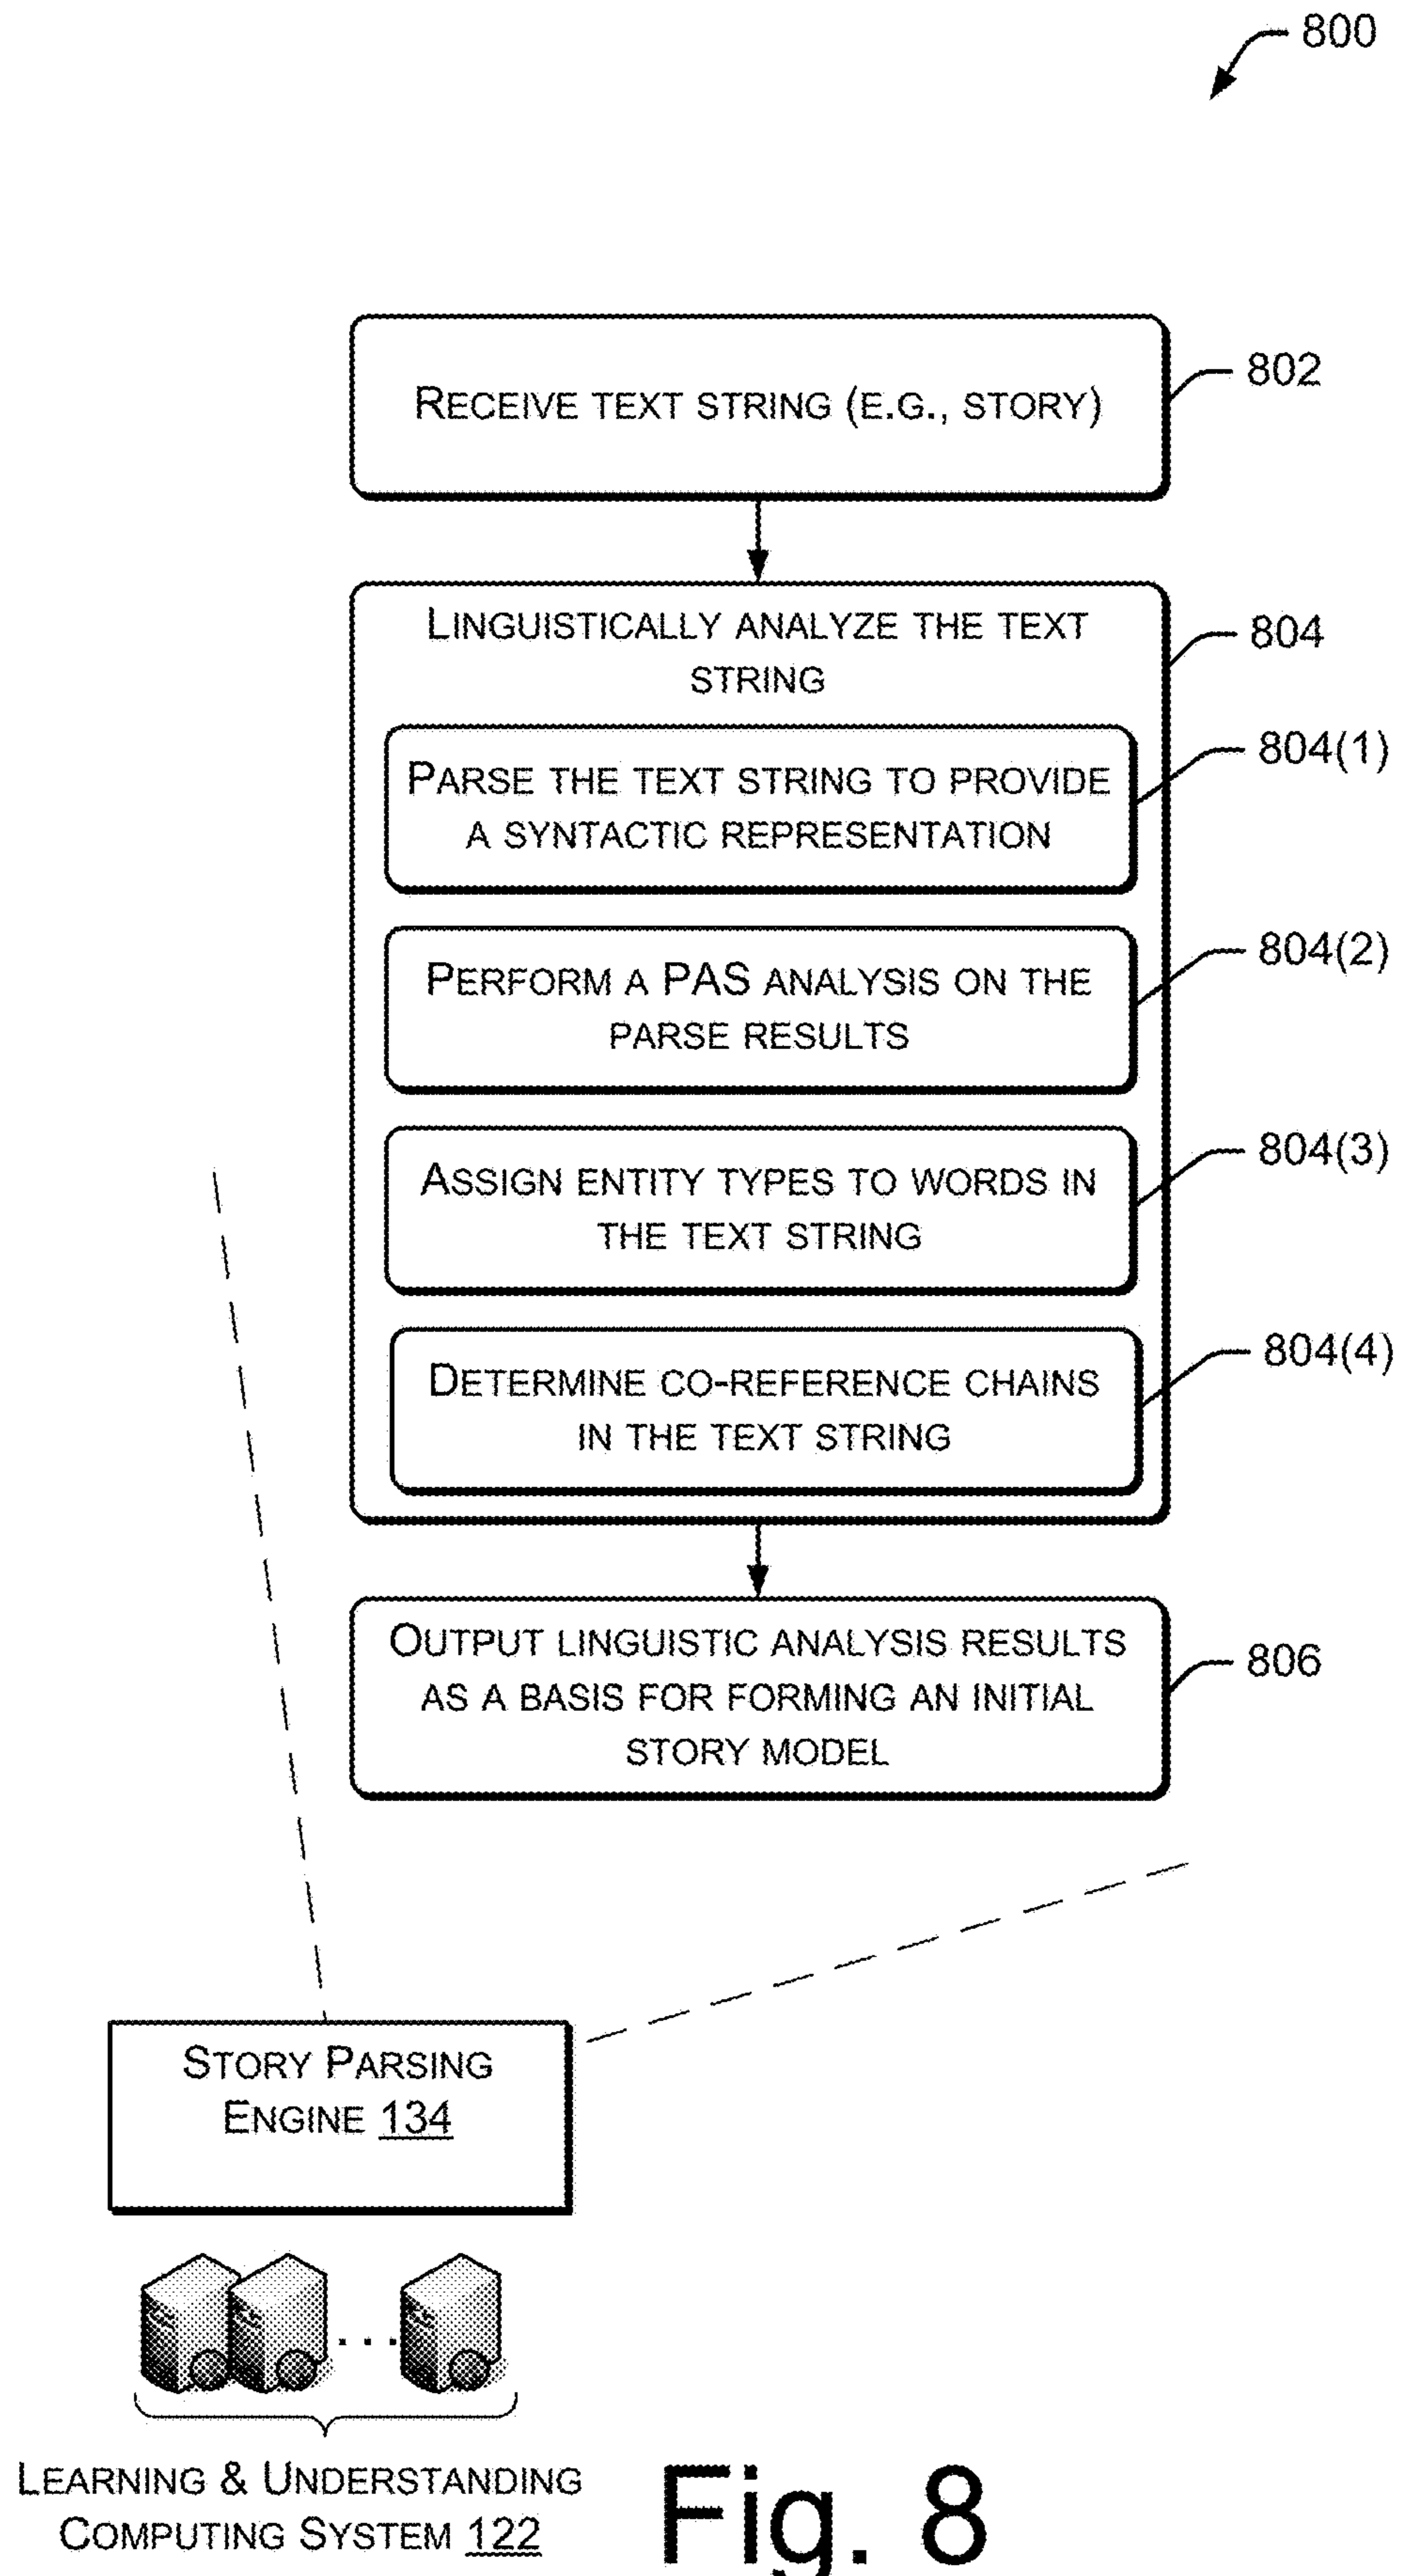 800
RECEIVE TEXT STRING (E.G., STORY)
802
LINGUISTICALLY ANALYZE THE TEXT
STRING
804
PARSE THE TEXT STRING TO PROVIDE
A SYNTACTIC REPRESENTATION
804(1)
PERFORM A PAS ANALYSIS ON THE
PARSE RESULTS
804(2)
ASSIGN ENTITY TYPES TO WORDS IN
THE TEXT STRING
804(3)
DETERMINE CO-REFERENCE CHAINS
IN THE TEXT STRING
804(4)
OUTPUT LINGUISTIC ANALYSIS RESULTS
AS A BASIS FOR FORMING AN INITIAL
STORY MODEL
806
STORY PARSING
ENGINE 134
...
LEARNING & UNDERSTANDING
COMPUTING SYSTEM 122
Fig. 8